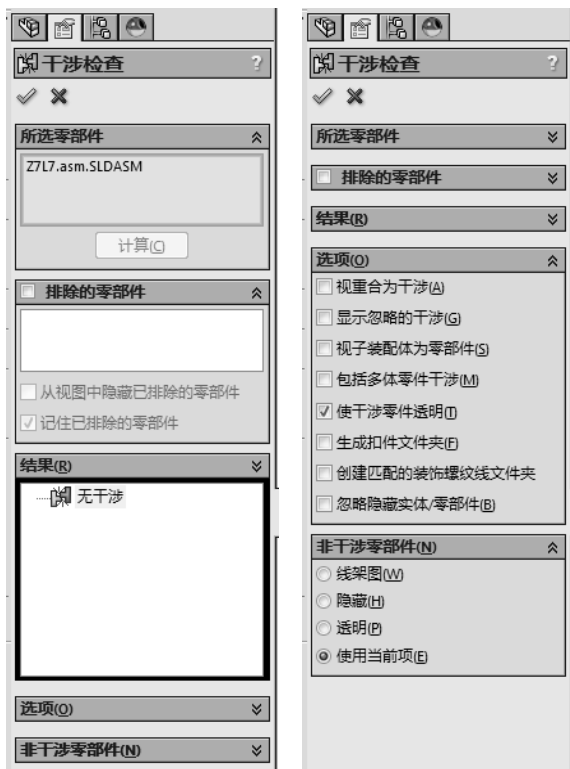 干涉检查
?
所选零部件
Z7L7.asm.SLDASM
计算(C)
排除的零部件
从视图中隐藏已排除的零部件
记住已排除的零部件
结果(R)
无干涉
选项(O)
非干涉零部件(N)
干涉检查
?
所选零部件
排除的零部件
结果(R)
选项(O)
视重合为干涉(A)
显示忽略的干涉(G)
视子装配体为零部件(S)
包括多体零件干涉(M)
使干涉零件透明(T)
生成扣件文件夹(F)
创建匹配的装饰螺纹线文件夹
忽略隐藏实体/零部件(B)
非干涉零部件(N)
线架图(W)
隐藏(H)
透明(P)
使用当前项(E)